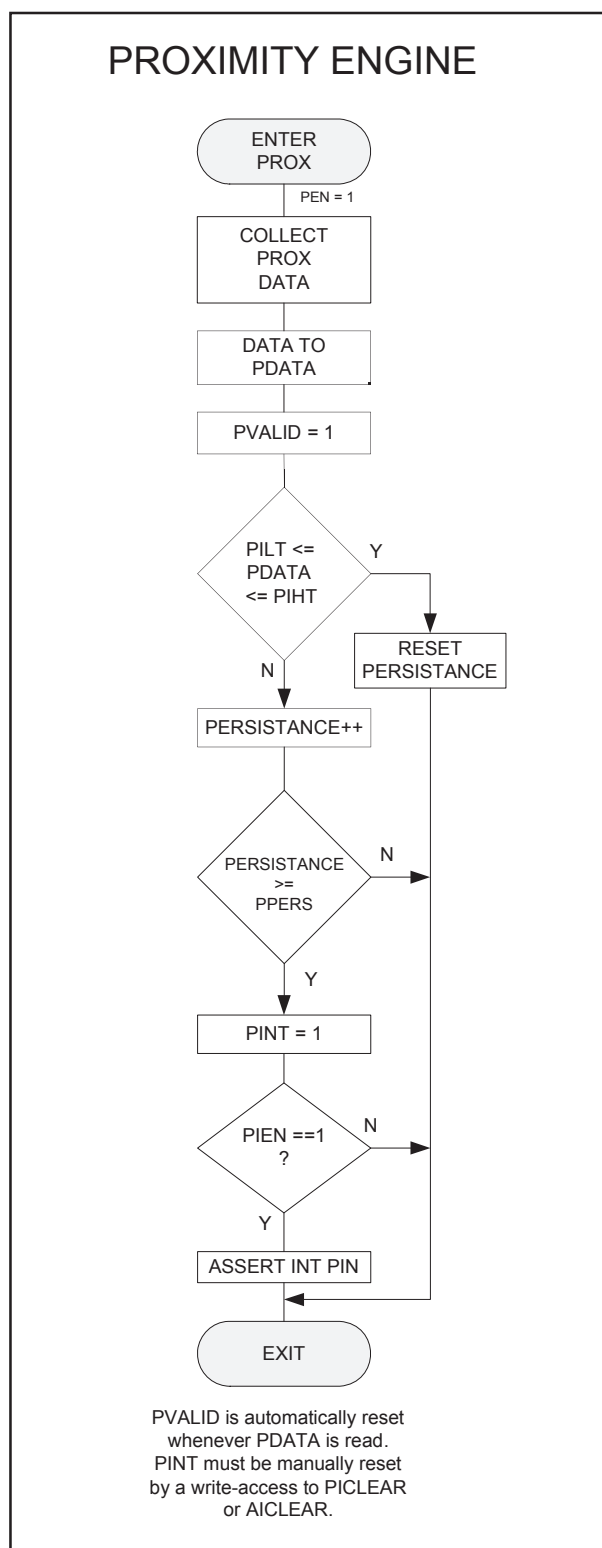 PROXIMITY ENGINE
ENTER
PROX
PEN = 1
COLLECT
PROX
DATA
DATA TO
PDATA
PVALID = 1
PILT <=
PDATA
<= PIHT
Y
RESET
PERSISTANCE
N
PERSISTANCE++
PERSISTANCE
>=
PPERS
N
Y
PINT = 1
PIEN ==1
?
N
Y
ASSERT INT PIN
EXIT
PVALID is automatically reset
whenever PDATA is read.
PINT must be manually reset
by a write-access to PICLEAR
or AICLEAR.